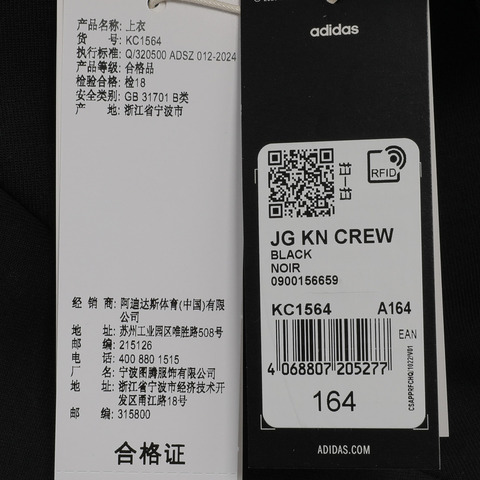 产品名称: 上衣
货 号: KC1564
执行标准: Q/320500 ADSZ 012-2024
产品等级: 合格品
检验合格: 检18
安全类别: GB 31701 B类
产 地: 浙江省宁波市
经 销 商: 阿迪达斯体育(中国)有限公司
地 址: 苏州工业园区唯胜路508号
邮 编: 215126
电 话: 400 880 1515
厂 名: 宁波图腾服饰有限公司
地 址: 浙江省宁波市经济技术开
发区甬江路18号
邮 编: 315800
合格证
adidas
RFID
JG KN CREW
BLACK
NOIR
0900156659
KC1564 A164
EAN
4 068807 205277
164
ADIDAS.COM